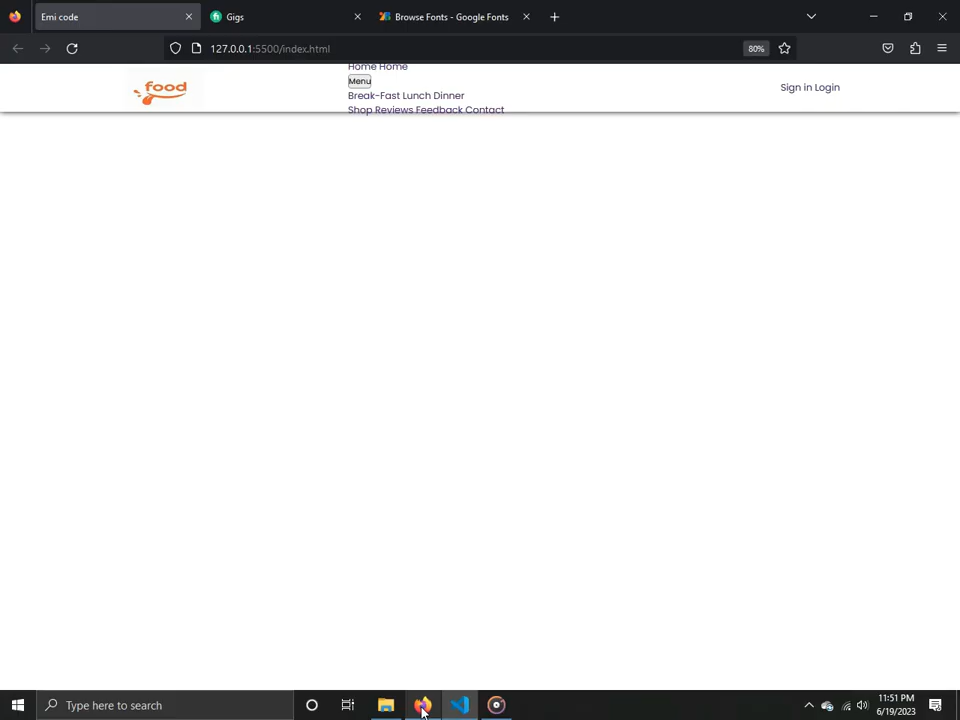 Emi code
Gigs
Browse Fonts - Google Fonts
127.0.0.1:5500/index.html
80%
food
Home Home
Menu
Break-Fast Lunch Dinner
Shop Reviews Feedback Contact
Sign in Login
Type here to search
11:51 PM
6/19/2023